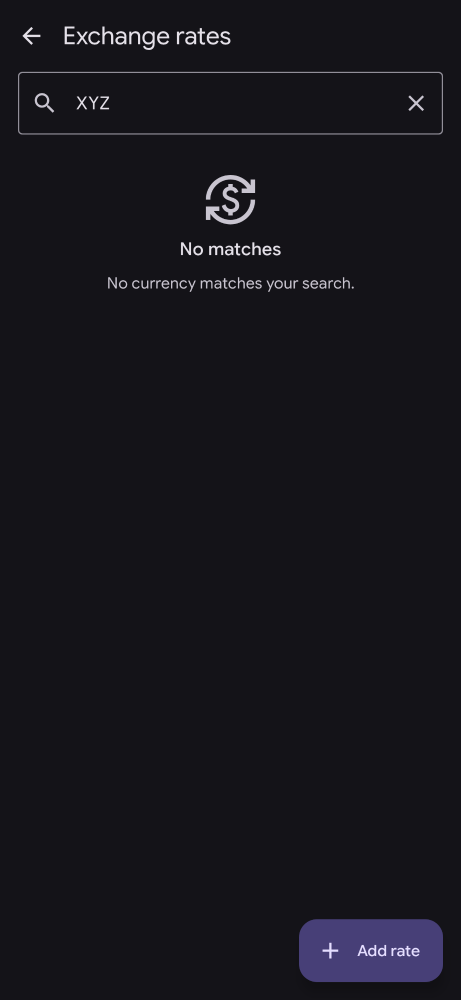 Exchange rates
XYZ
$
No matches
No currency matches your search.
Add rate